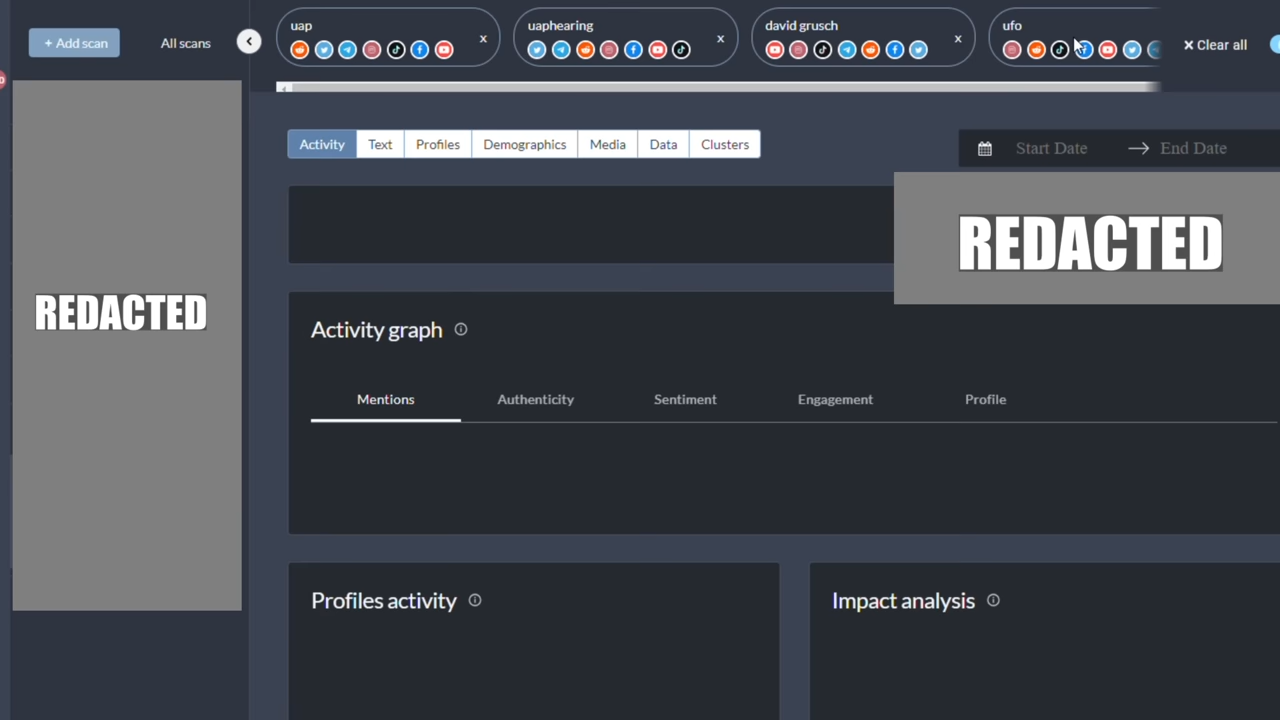 + Add scan
All scans
uap
x
uaphearing
x
david grusch
x
ufo
× Clear all
Activity
Text
Profiles
Demographics
Media
Data
Clusters
Start Date → End Date
REDACTED
REDACTED
Activity graph
Mentions
Authenticity
Sentiment
Engagement
Profile
Profiles activity
Impact analysis